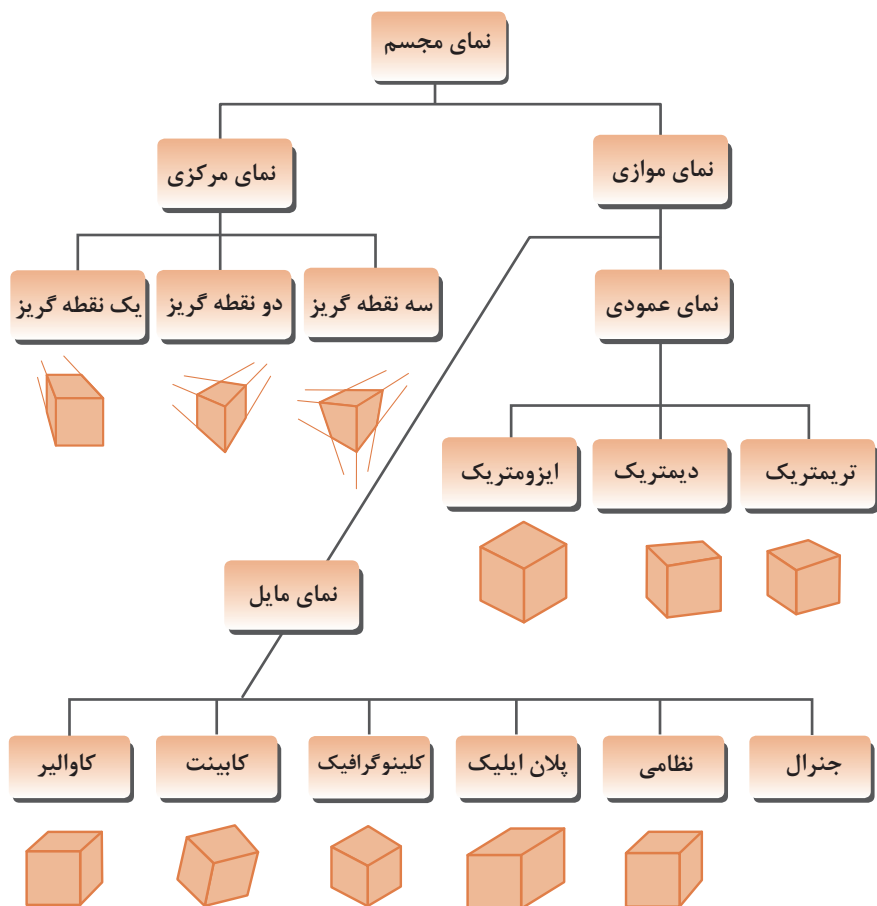 نمای مجسم
نمای موازی
نمای مرکزی
نمای عمودی
سه نقطه گریز
دو نقطه گریز
یک نقطه گریز
تریمتریک
دیمتریک
ایزومتریک
نمای مایل
جنرال
نظامی
پلان ایلیک
کلینوگرافیک
کابینت
کاوالیر